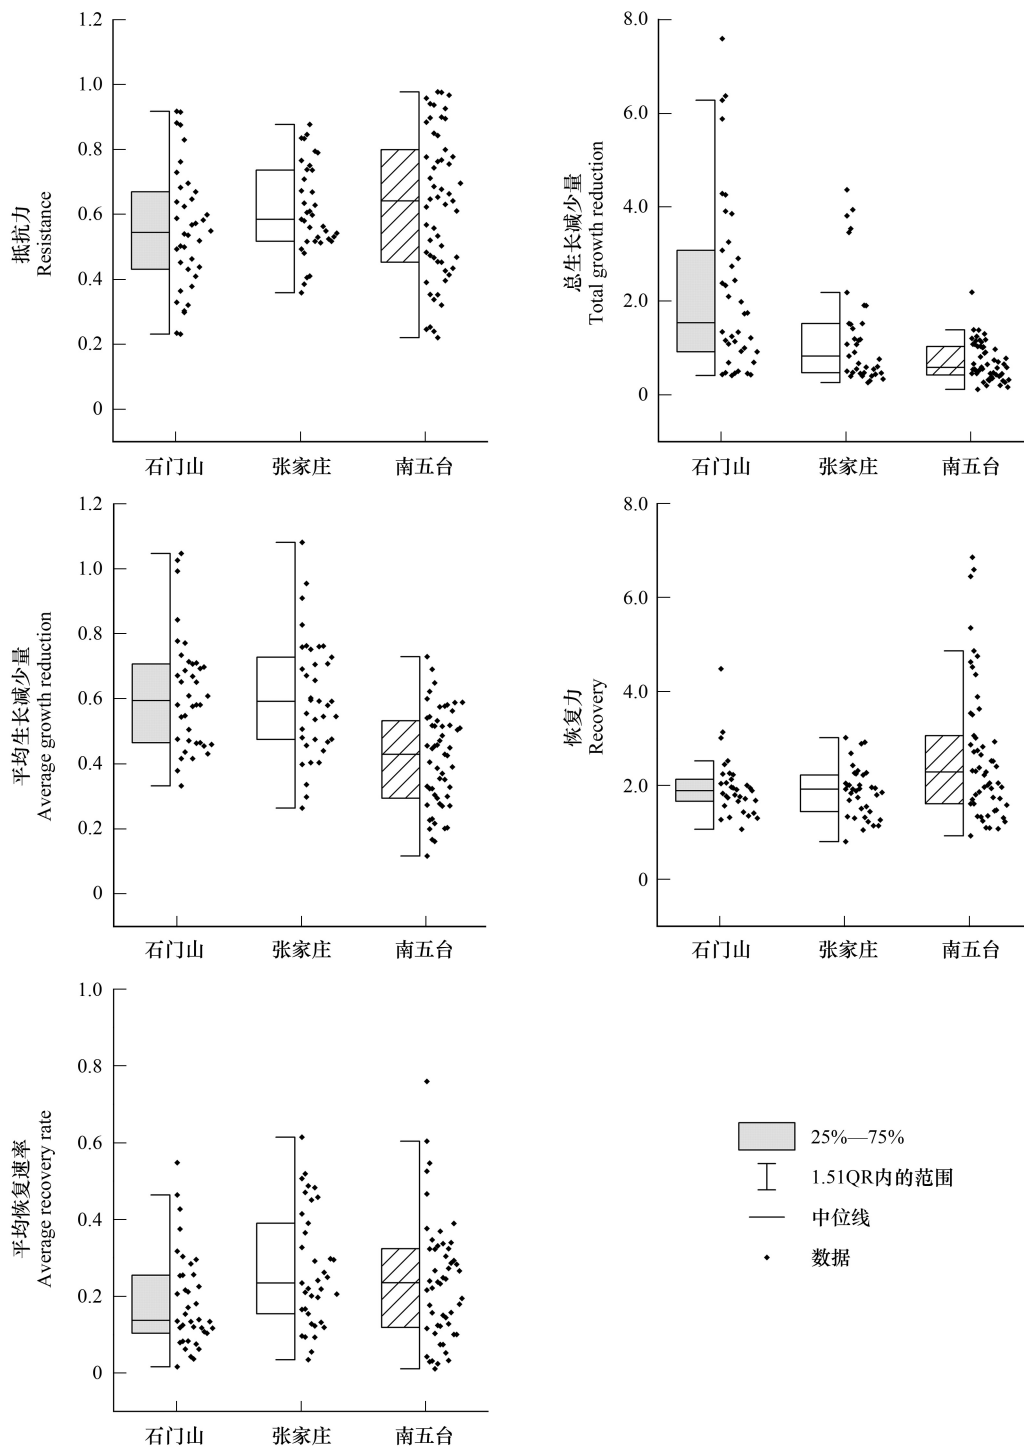 抵抗力
Resistance
1.2
1.0
0.8
0.6
0.4
0.2
0
石门山 张家庄 南五台
总生长减少量
Total growth reduction
8.0
6.0
4.0
2.0
0
石门山 张家庄 南五台
平均生长减少量
Average growth reduction
1.2
1.0
0.8
0.6
0.4
0.2
0
石门山 张家庄 南五台
恢复力
Recovery
8.0
6.0
4.0
2.0
0
石门山 张家庄 南五台
平均恢复速率
Average recovery rate
1.0
0.8
0.6
0.4
0.2
0
石门山 张家庄 南五台
25%—75%
1.51QR内的范围
中位线
数据